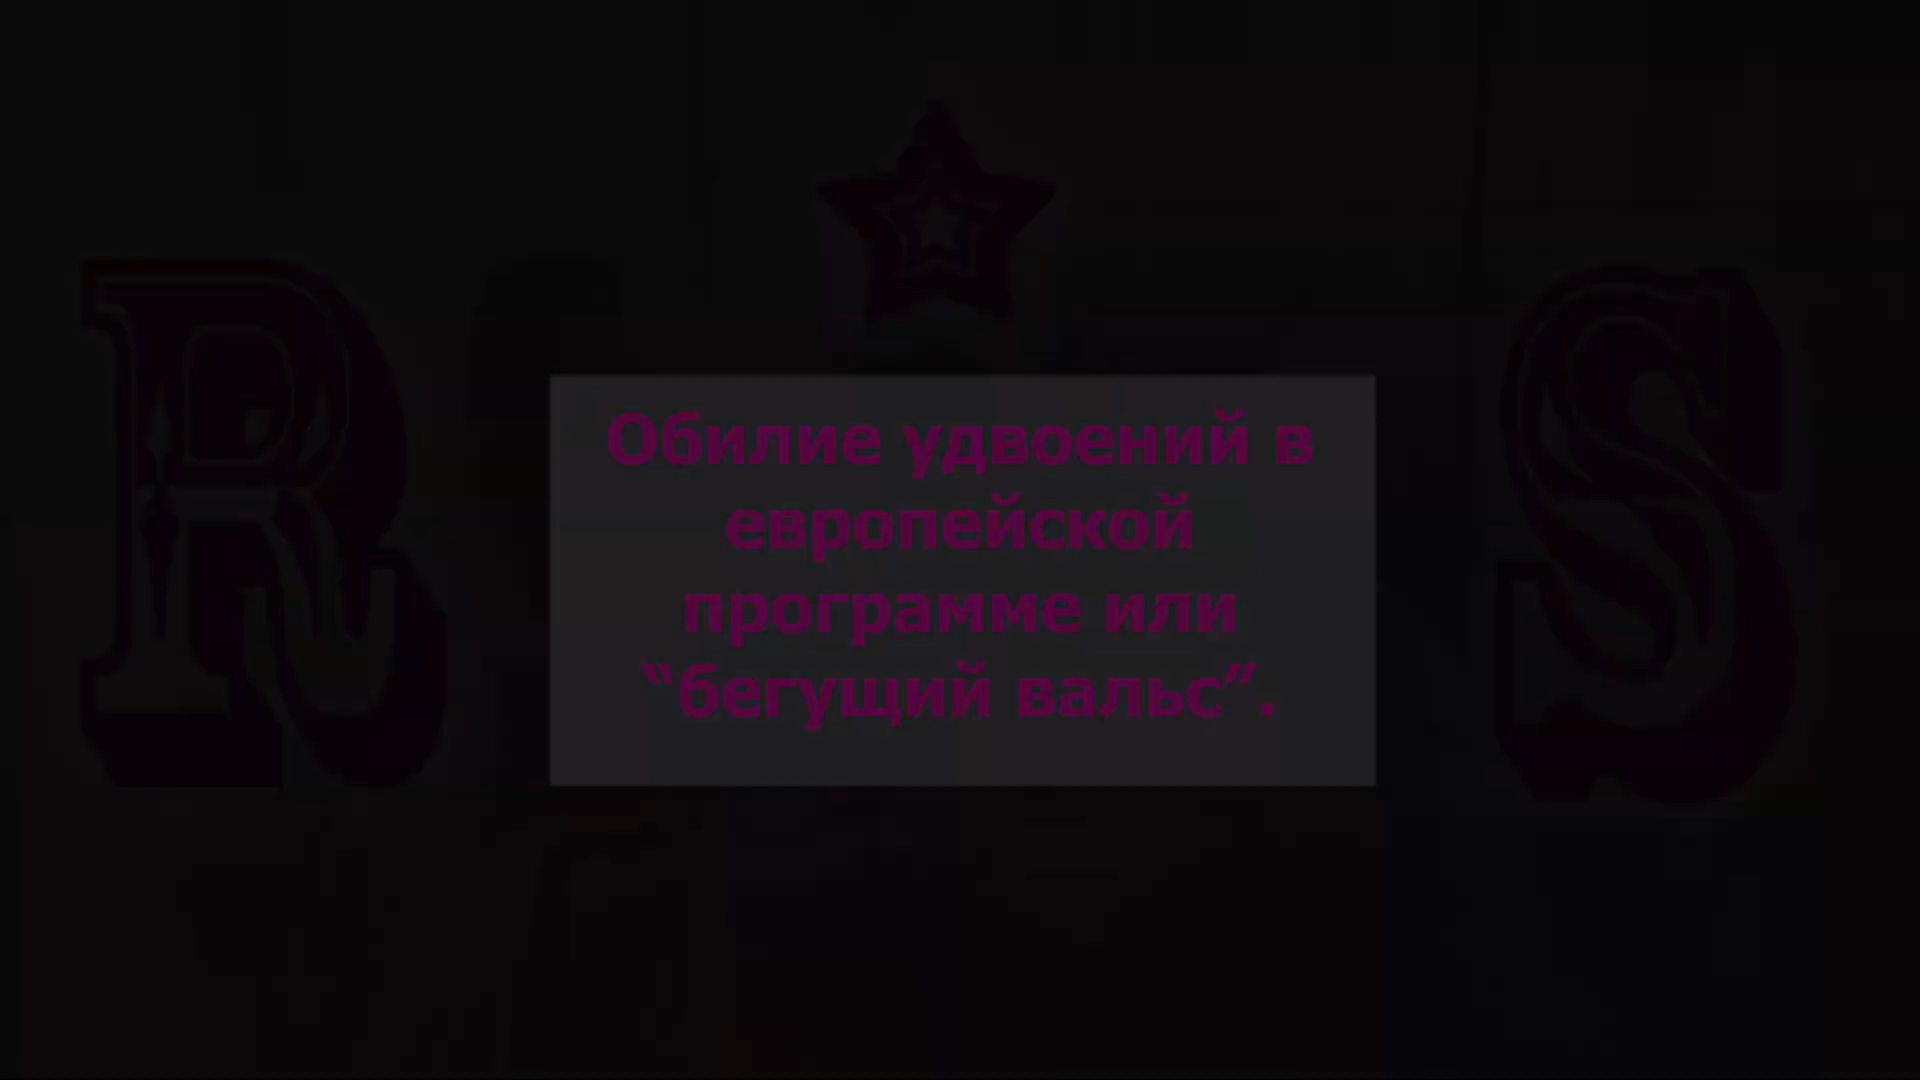 R S
Обилие удвоений в
европейской
программе или
“бегущий вальс”.